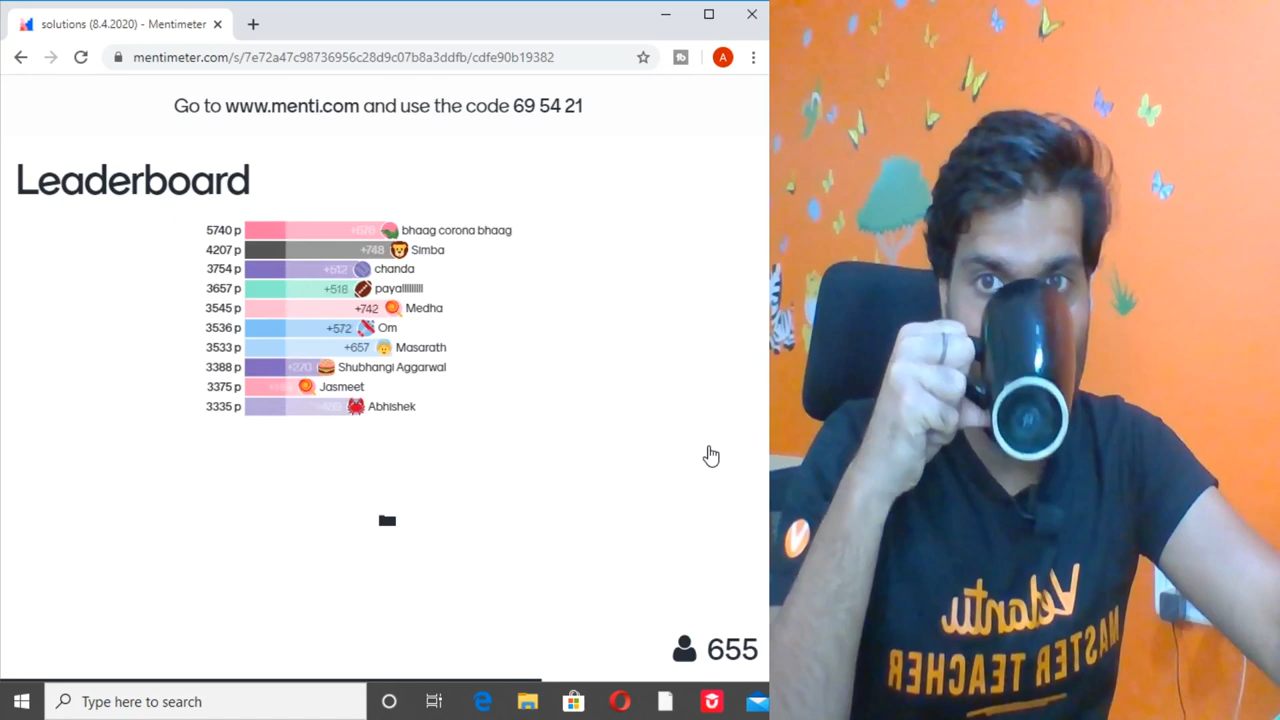 solutions (8.4.2020) - Mentimeter
mentimeter.com/s/7e72a47c98736956c28d9c07b8a3ddfb/cdfe90b19382
A
Go to www.menti.com and use the code 69 54 21
Leaderboard
5740 p +676 bhaag corona bhaag
4207 p +748 Simba
3754 p +512 chanda
3657 p +518 payalllllllll
3545 p +742 Medha
3536 p +572 Om
3533 p +657 Masarath
3388 p +270 Shubhangi Aggarwal
3375 p Jasmeet
3335 p Abhishek
655
Type here to search
Vedantu
MASTER TEACHER